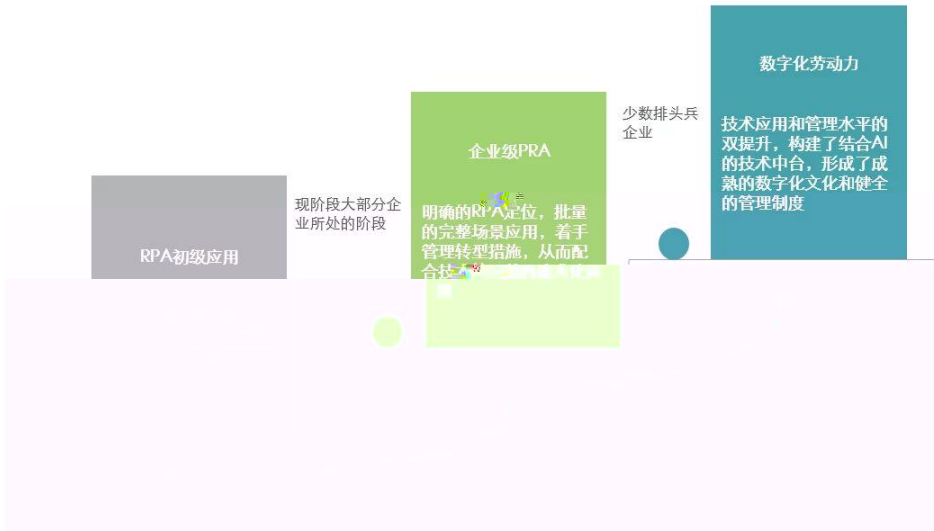 RPA初级应用
现阶段大部分企
业所处的阶段
企业级PRA
明确的RPA定位，批量
的完整场景应用，着手
管理转型措施，从而配
合技
少数排头兵
企业
数字化劳动力
技术应用和管理水平的
双提升，构建了结合AI
的技术中台，形成了成
熟的数字化文化和健全
的管理制度